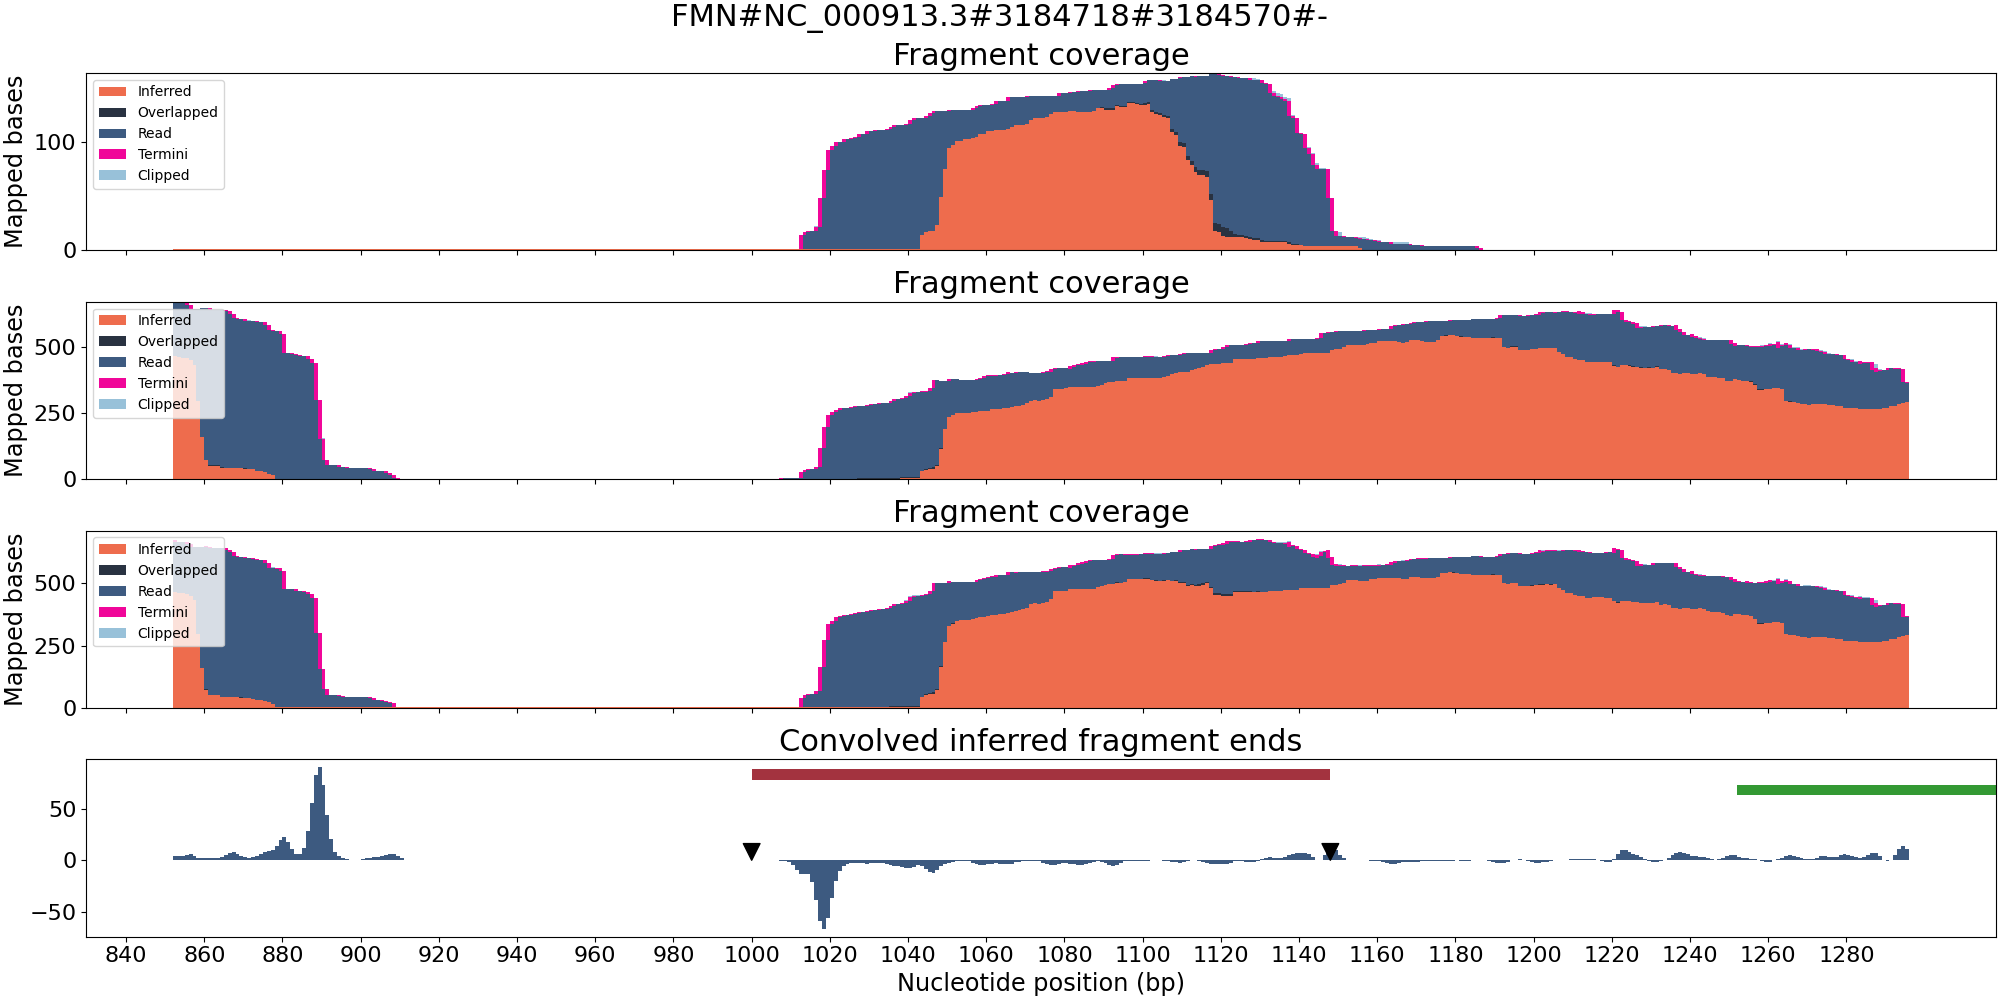 FMN#NC_000913.3#3184718#3184570#-
Fragment coverage
Mapped bases
100
0
Inferred
Overlapped
Read
Termini
Clipped
Fragment coverage
Mapped bases
500
250
0
Inferred
Overlapped
Read
Termini
Clipped
Fragment coverage
Mapped bases
500
250
0
Inferred
Overlapped
Read
Termini
Clipped
Convolved inferred fragment ends
50
0
−50
840 860 880 900 920 940 960 980 1000 1020 1040 1060 1080 1100 1120 1140 1160 1180 1200 1220 1240 1260 1280
Nucleotide position (bp)